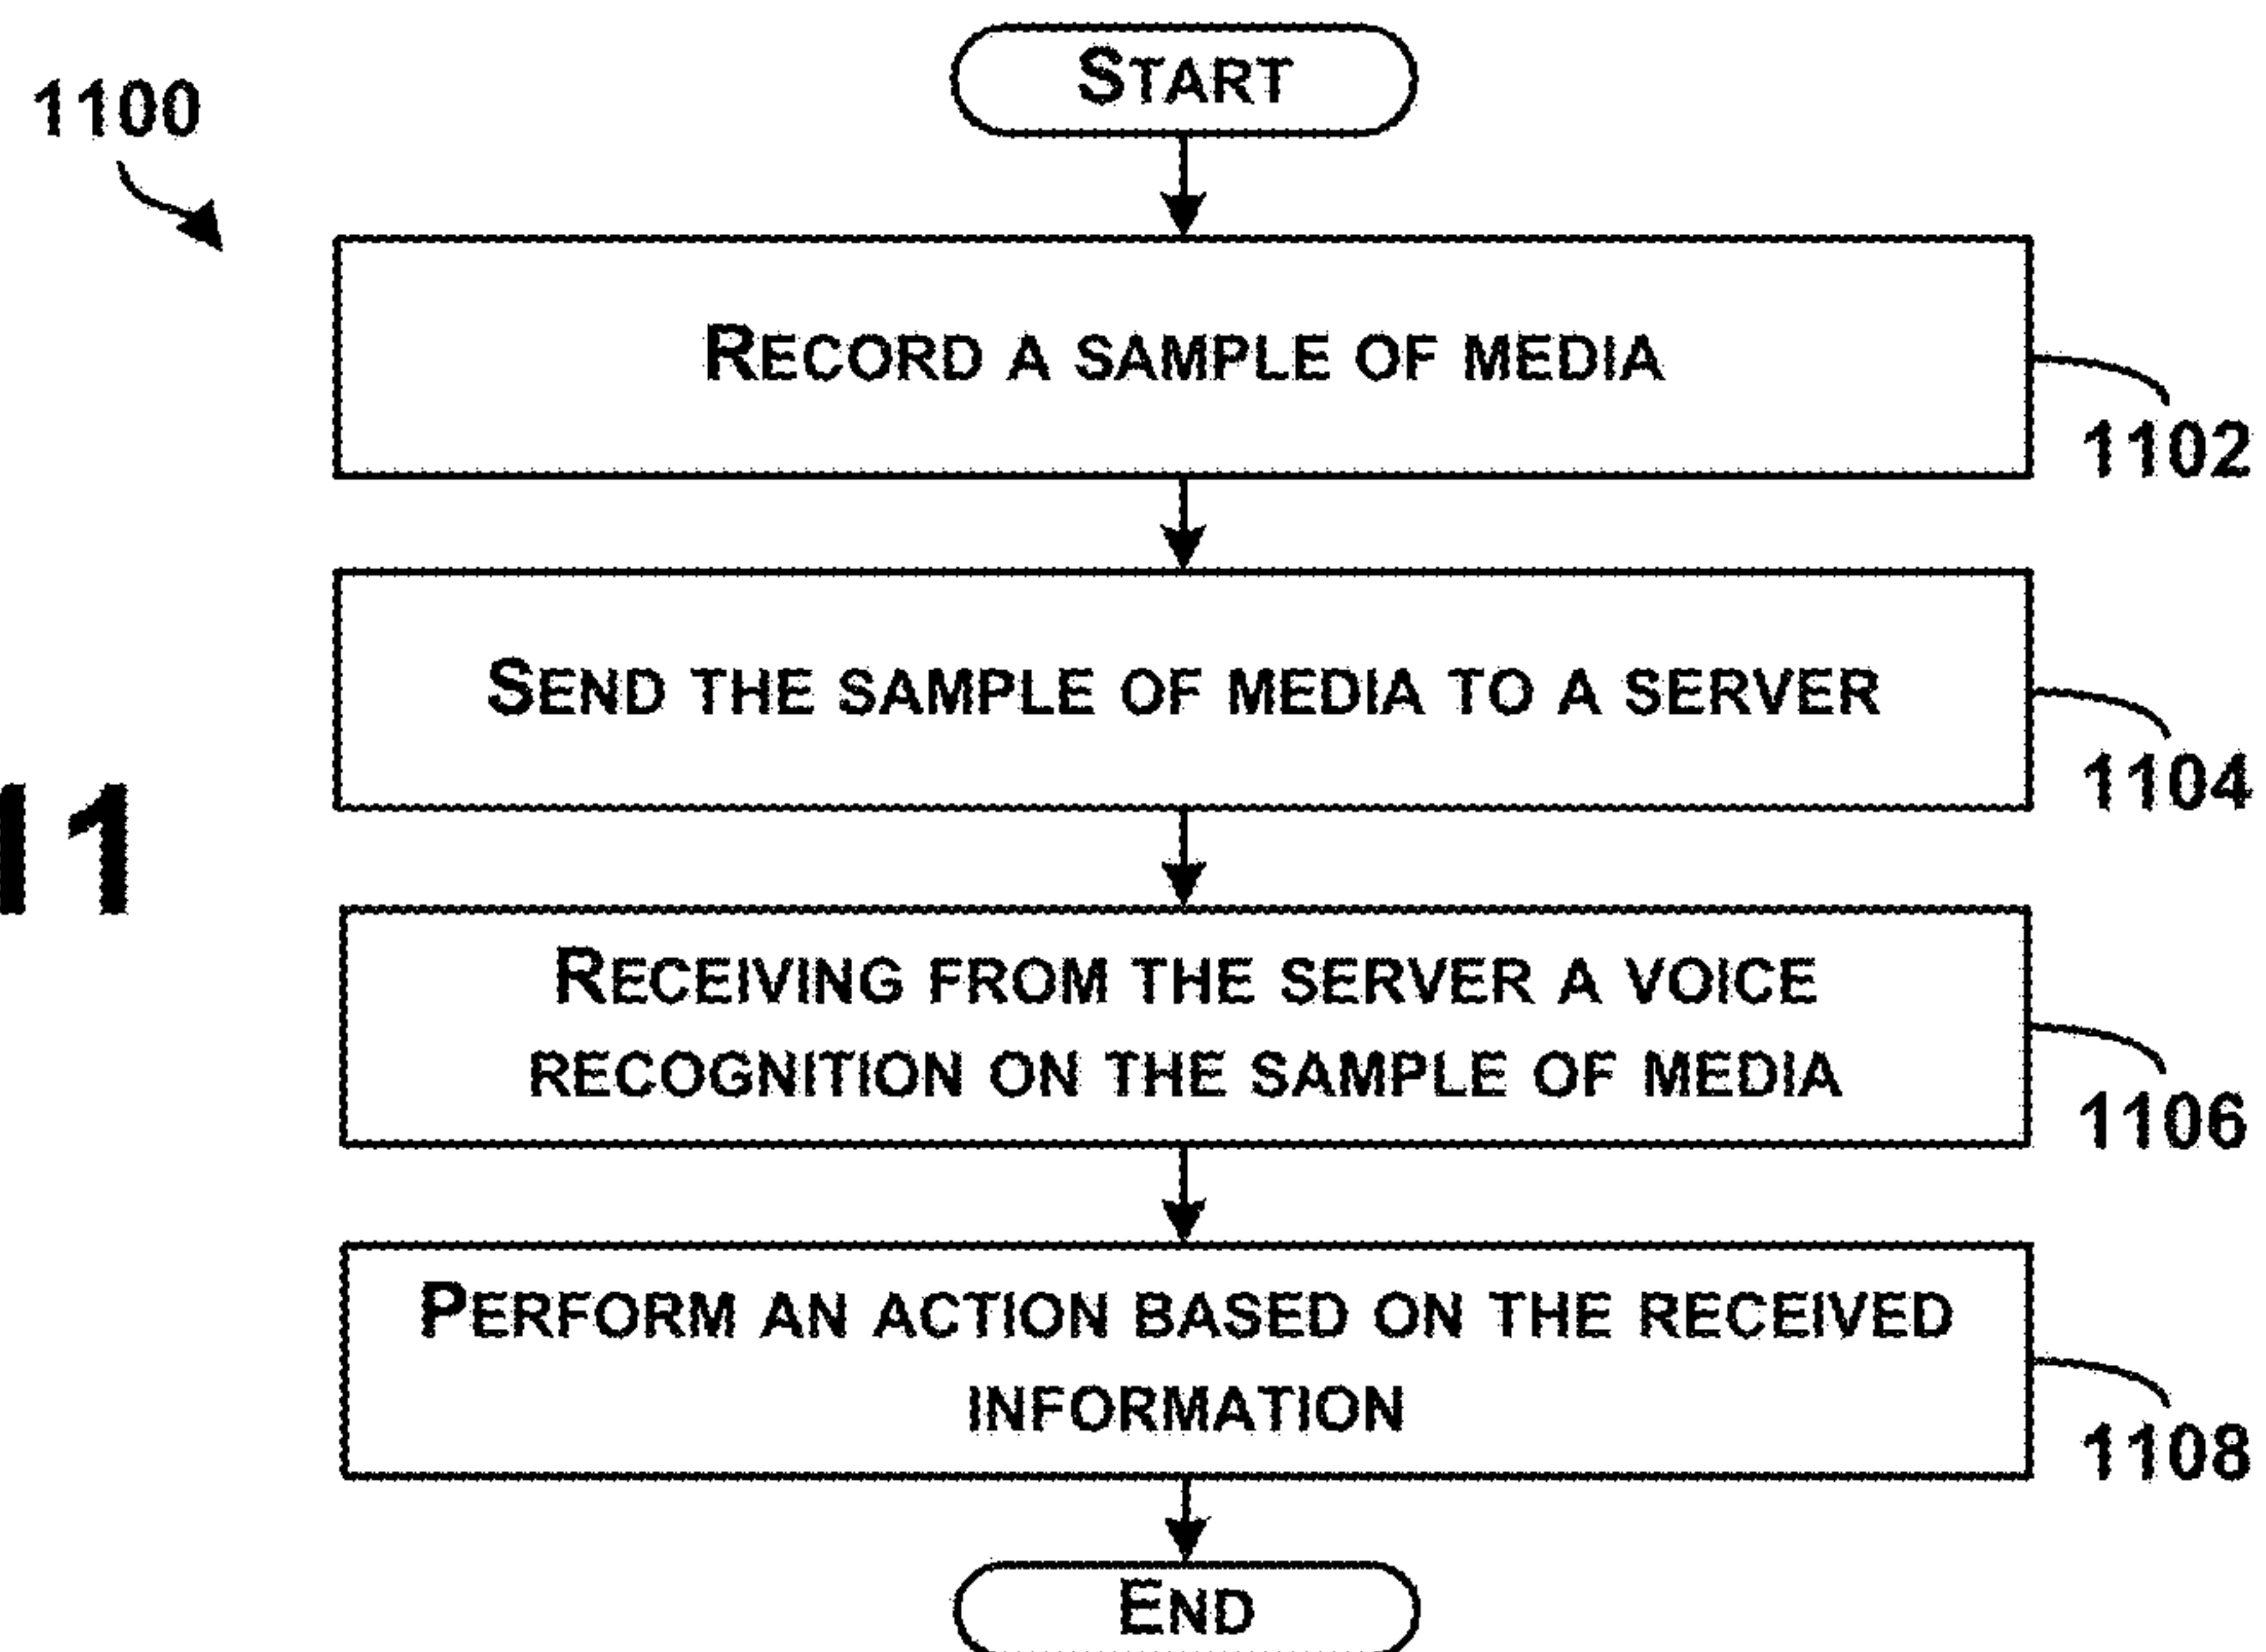 START
1100
RECORD A SAMPLE OF MEDIA
1102
SEND THE SAMPLE OF MEDIA TO A SERVER
1104
11
RECEIVING FROM THE SERVER A VOICE
RECOGNITION ON THE SAMPLE OF MEDIA
1106
PERFORM AN ACTION BASED ON THE RECEIVED
INFORMATION
1108
END